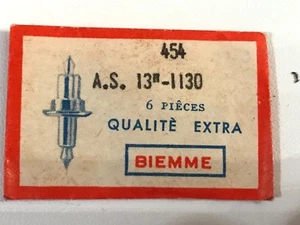 454
A.S. 13"-1130
6 PIÈCES
QUALITÈ EXTRA
BIEMME